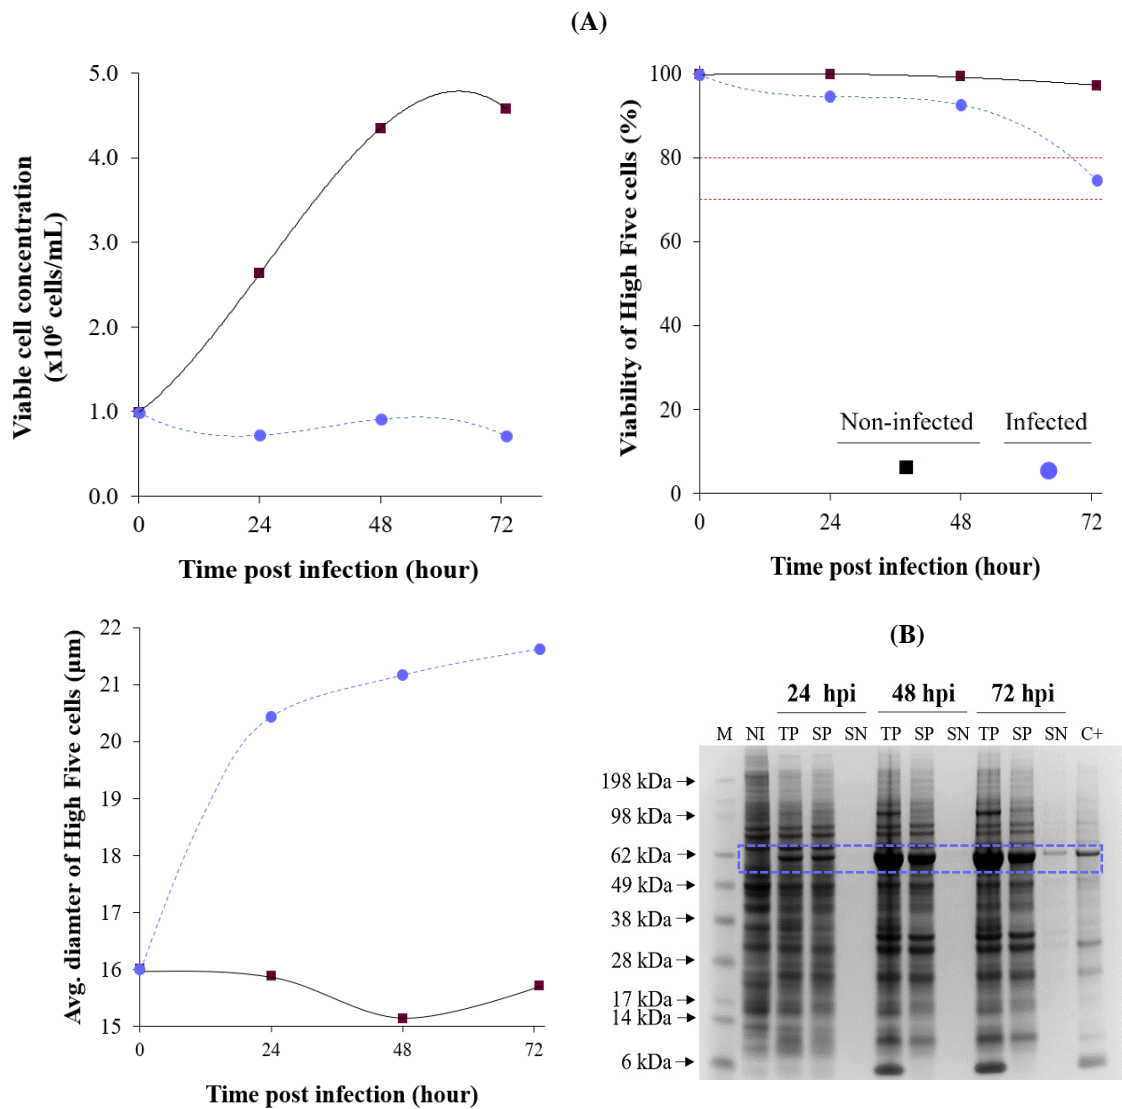 (A)
5.0
4.0
3.0
2.0
1.0
0.0
0
24
48
72
Viable cell concentration
(x10⁶ cells/mL)
Time post infection (hour)
100
80
60
40
20
0
0
24
48
72
Viability of High Five cells (%)
Non-infected
Infected
Time post infection (hour)
22
21
20
19
18
17
16
15
0
24
48
72
Avg. diamter of High Five cells (µm)
Time post infection (hour)
(B)
24 hpi
48 hpi
72 hpi
M NI TP SP SN TP SP SN TP SP SN C+
198 kDa
98 kDa
62 kDa
49 kDa
38 kDa
28 kDa
17 kDa
14 kDa
6 kDa